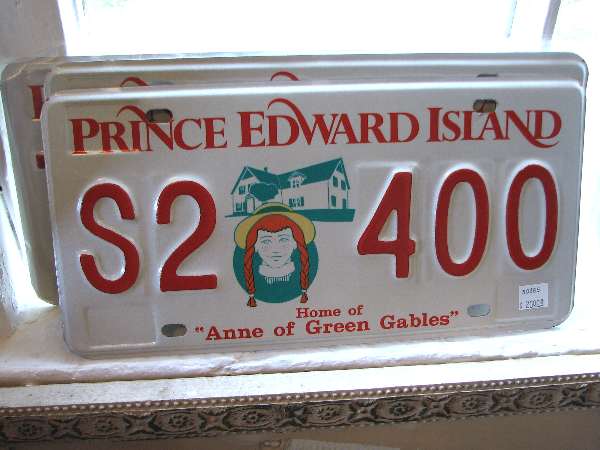 PRINCE EDWARD ISLAND
S2 400
Home of
"Anne of Green Gables"